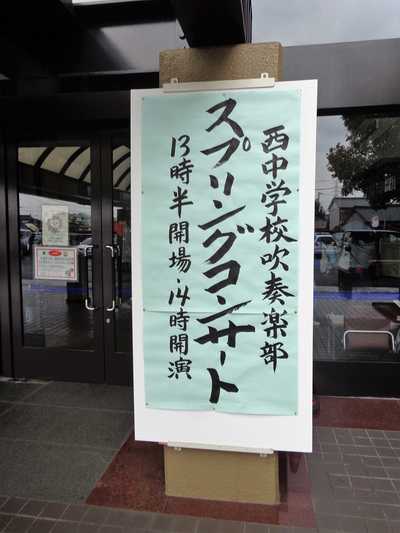 西中学校吹奏楽部
スプリングコンサート
13時半開場・14時開演